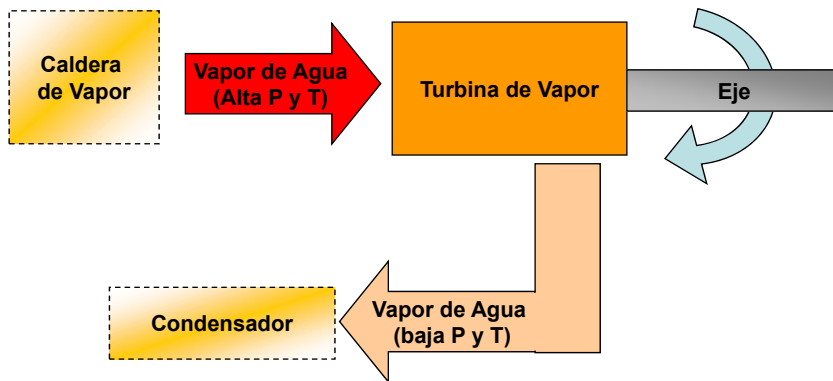 Caldera
de Vapor
Vapor de Agua
(Alta P y T)
Turbina de Vapor
Eje
Condensador
Vapor de Agua
(baja P y T)